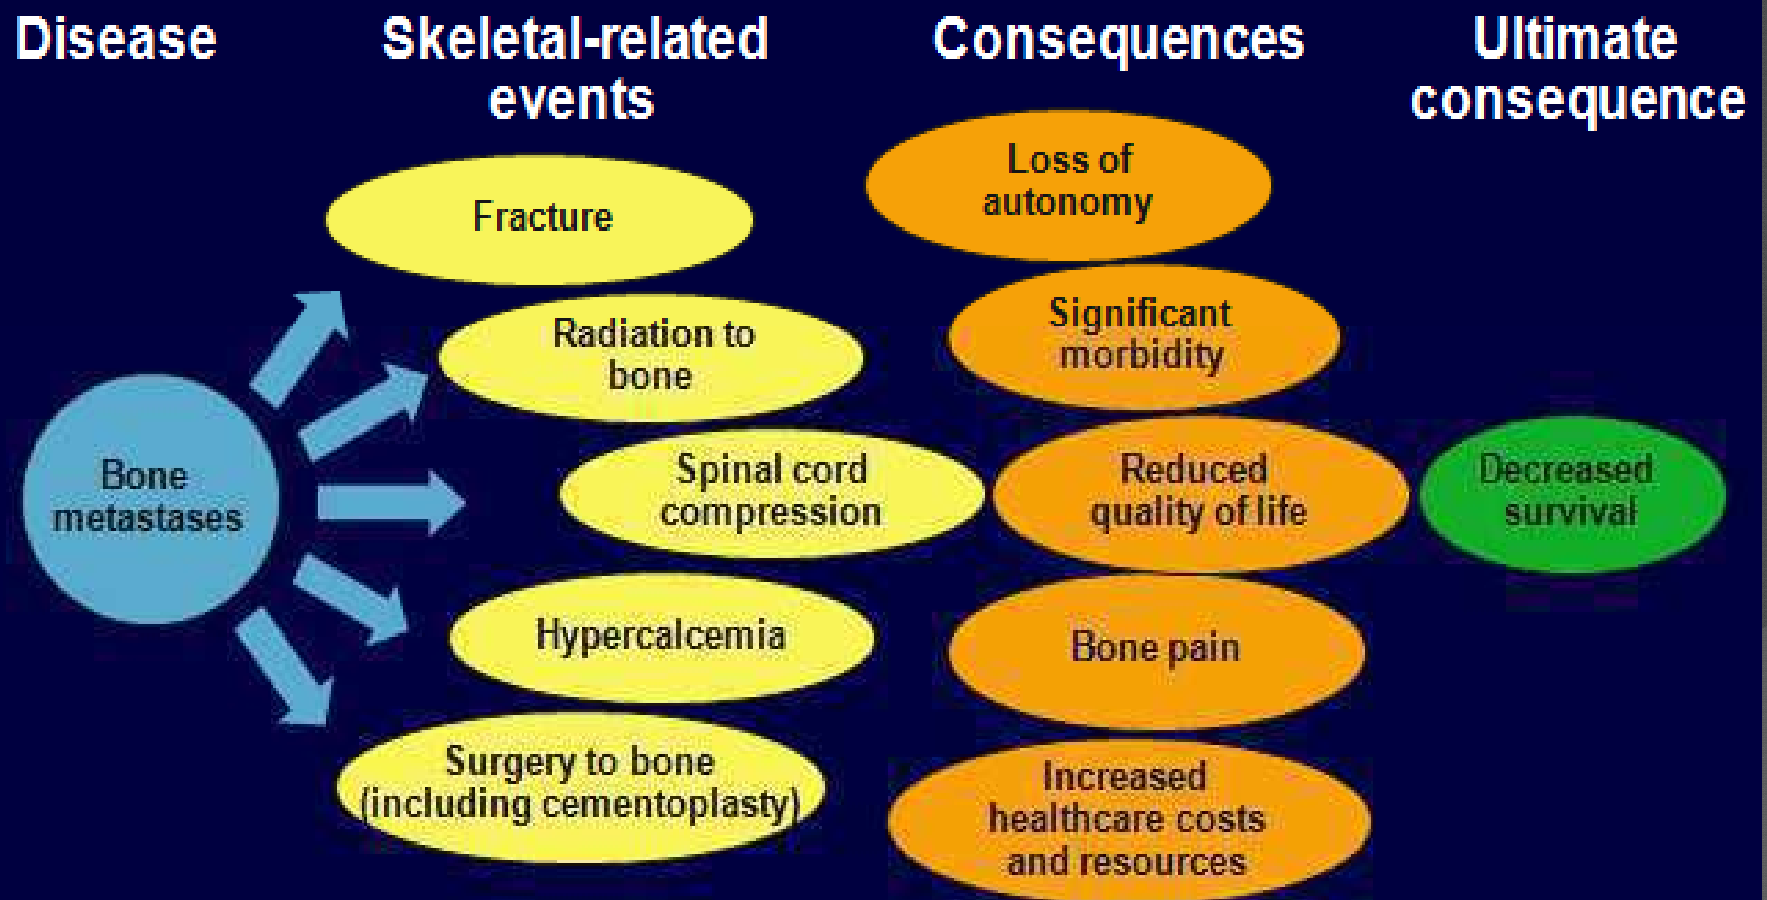 Disease
Skeletal-related
events
Consequences
Ultimate
consequence
Fracture
Radiation to
bone
Spinal cord
compression
Hypercalcemia
Surgery to bone
(including cementoplasty)
Loss of
autonomy
Significant
morbidity
Reduced
quality of life
Bone pain
Increased
healthcare costs
and resources
Bone
metastases
Decreased
survival